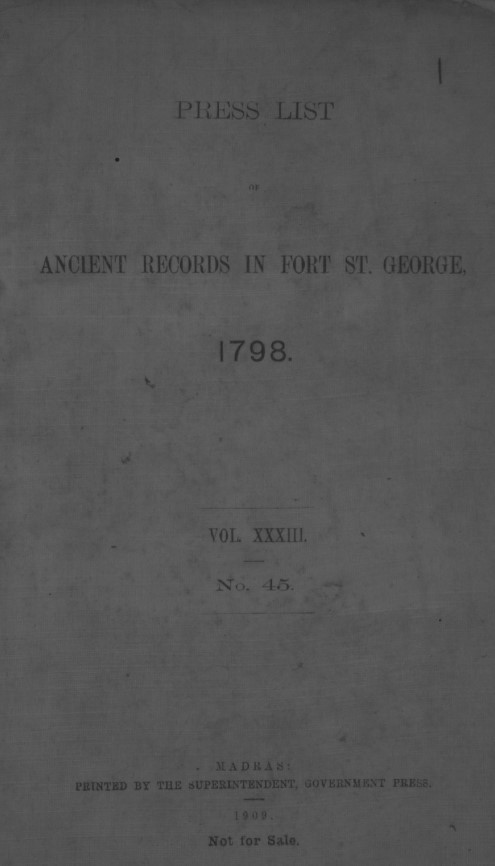 PRESS LIST
OF
ANCIENT RECORDS IN FORT ST. GEORGE,
1798.
VOL. XXXIII.
No. 45.
MADRAS:
PRINTED BY THE SUPERINTENDENT, GOVERNMENT PRESS.
1909.
Not for Sale.